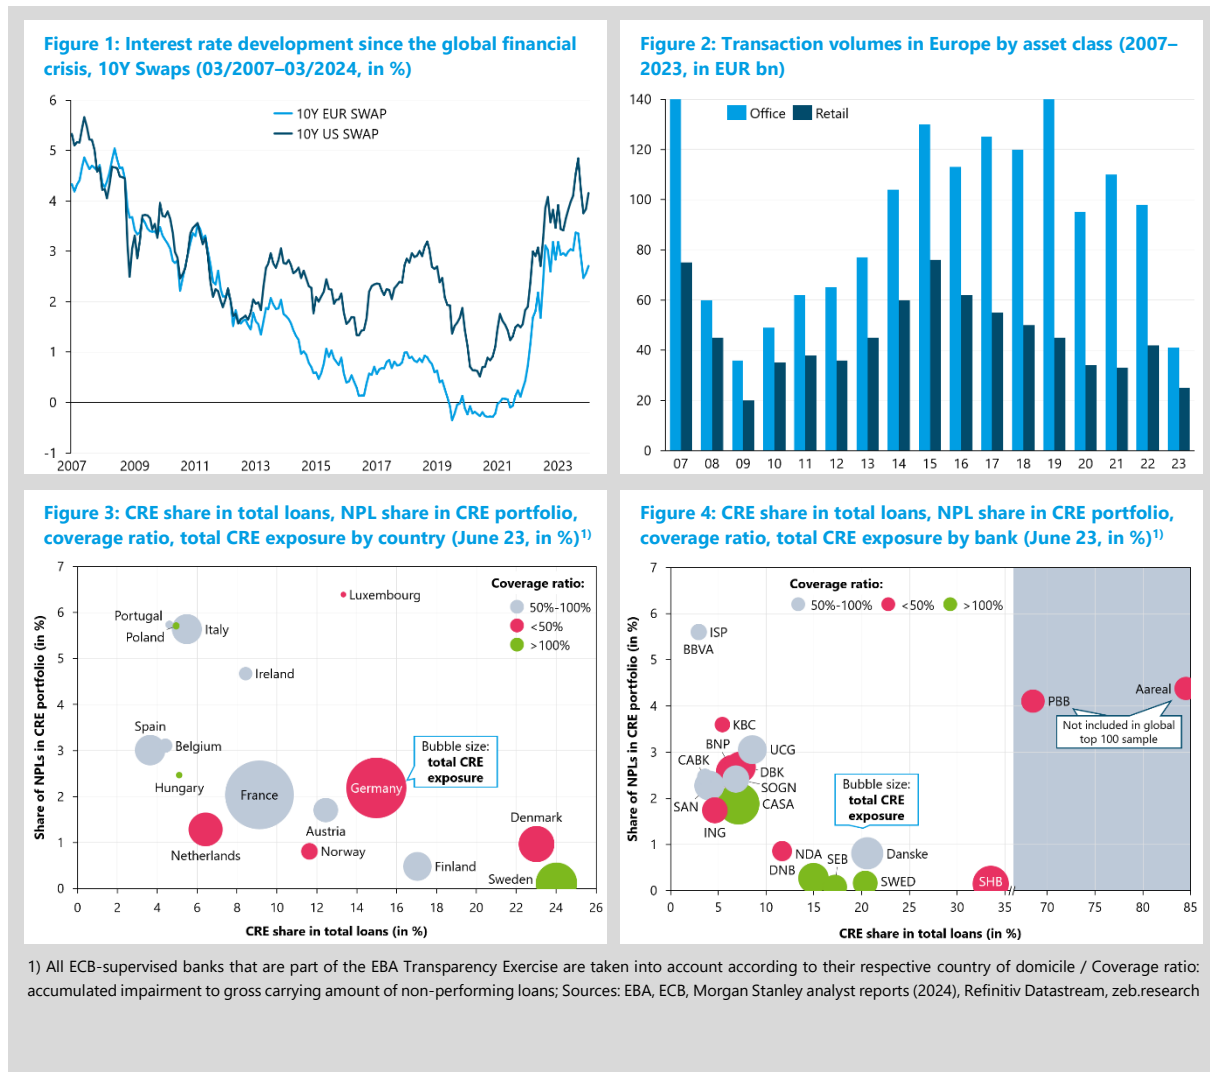 Figure 1: Interest rate development since the global financial
crisis, 10Y Swaps (03/2007–03/2024, in %)
6
5
4
3
2
1
0
-1
10Y EUR SWAP
10Y US SWAP
2007 2009 2011 2013 2015 2017 2019 2021 2023
Figure 2: Transaction volumes in Europe by asset class (2007–
2023, in EUR bn)
140
120
100
80
60
40
20
0
Office Retail
07 08 09 10 11 12 13 14 15 16 17 18 19 20 21 22 23
Figure 3: CRE share in total loans, NPL share in CRE portfolio,
coverage ratio, total CRE exposure by country (June 23, in %)1)
Share of NPLs in CRE portfolio (in %)
7
6
5
4
3
2
1
0
Coverage ratio:
50%-100%
<50%
>100%
Luxembourg
Portugal
Poland
Italy
Ireland
Spain
Belgium
Hungary
France
Germany
Bubble size:
total CRE
exposure
Netherlands
Austria
Norway
Denmark
Finland
Sweden
0 2 4 6 8 10 12 14 16 18 20 22 24 26
CRE share in total loans (in %)
Figure 4: CRE share in total loans, NPL share in CRE portfolio,
coverage ratio, total CRE exposure by bank (June 23, in %)1)
Share of NPLs in CRE portfolio (in %)
7
6
5
4
3
2
1
0
Coverage ratio:
50%-100% <50% >100%
ISP
BBVA
KBC
BNP
UCG
CABK
DBK
SOGN
SAN
CASA
ING
Bubble size:
total CRE
exposure
Aareal
PBB
Not included in global
top 100 sample
NDA
DNB
SEB
Danske
SWED
SHB
0 5 10 15 20 25 30 35 70 75 80 85
CRE share in total loans (in %)
1) All ECB-supervised banks that are part of the EBA Transparency Exercise are taken into account according to their respective country of domicile / Coverage ratio:
accumulated impairment to gross carrying amount of non-performing loans; Sources: EBA, ECB, Morgan Stanley analyst reports (2024), Refinitiv Datastream, zeb.research